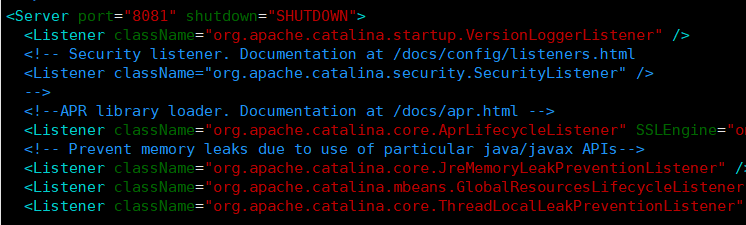 <Server port="8081" shutdown="SHUTDOWN">
<Listener className="org.apache.catalina.startup.VersionLoggerListener" />
<!-- Security listener. Documentation at /docs/config/listeners.html
<Listener className="org.apache.catalina.security.SecurityListener" />
-->
<!--APR library loader. Documentation at /docs/apr.html -->
<Listener className="org.apache.catalina.core.AprLifecycleListener" SSLEngine="o
<!-- Prevent memory leaks due to use of particular java/javax APIs-->
<Listener className="org.apache.catalina.core.JreMemoryLeakPreventionListener" /
<Listener className="org.apache.catalina.mbeans.GlobalResourcesLifecycleListener
<Listener className="org.apache.catalina.core.ThreadLocalLeakPreventionListener"